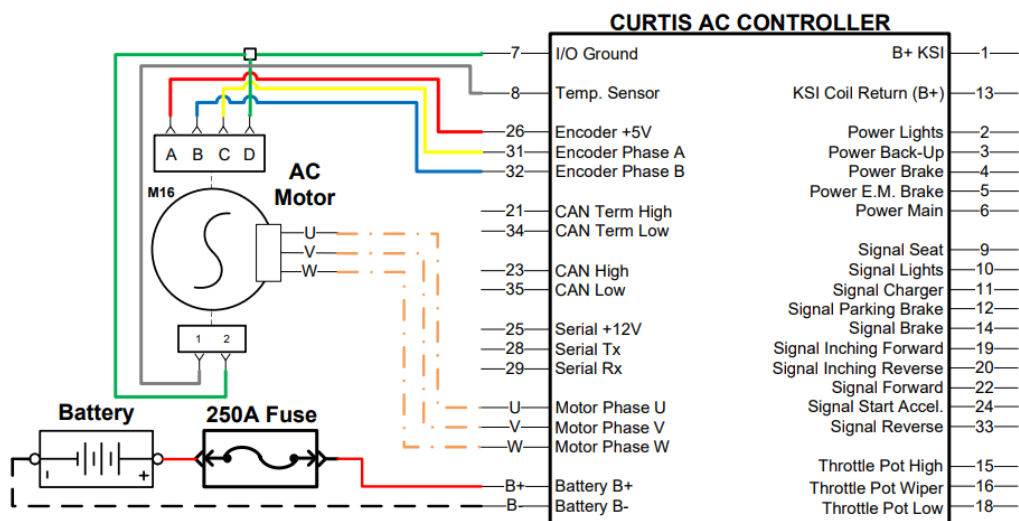 CURTIS AC CONTROLLER
7 I/O Ground
8 Temp. Sensor
26 Encoder +5V
31 Encoder Phase A
32 Encoder Phase B
21 CAN Term High
34 CAN Term Low
23 CAN High
35 CAN Low
25 Serial +12V
28 Serial Tx
29 Serial Rx
U Motor Phase U
V Motor Phase V
W Motor Phase W
B+ Battery B+
B- Battery B-
B+ KSI 1
KSI Coil Return (B+) 13
Power Lights 2
Power Back-Up 3
Power Brake 4
Power E.M. Brake 5
Power Main 6
Signal Seat 9
Signal Lights 10
Signal Charger 11
Signal Parking Brake 12
Signal Brake 14
Signal Inching Forward 19
Signal Inching Reverse 20
Signal Forward 22
Signal Start Accel. 24
Signal Reverse 33
Throttle Pot High 15
Throttle Pot Wiper 16
Throttle Pot Low 18
A B C D
M16
AC
Motor
U
V
W
1 2
Battery
- +
250A Fuse